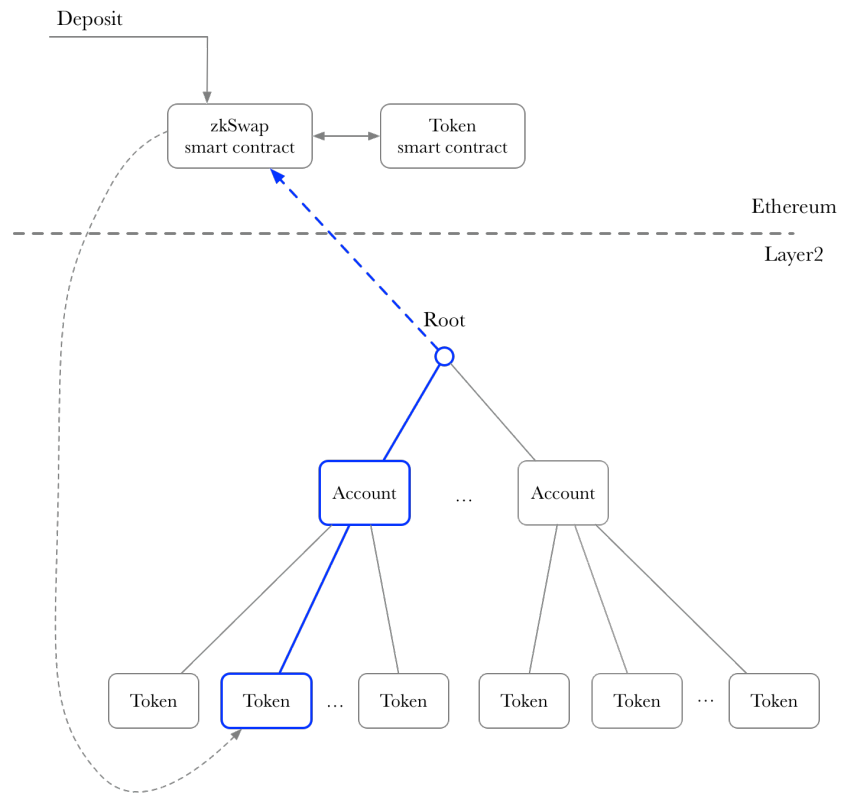 Deposit
zkSwap
smart contract
Token
smart contract
Ethereum
Layer2
Root
Account
...
Account
Token
Token
...
Token
Token
Token
...
Token